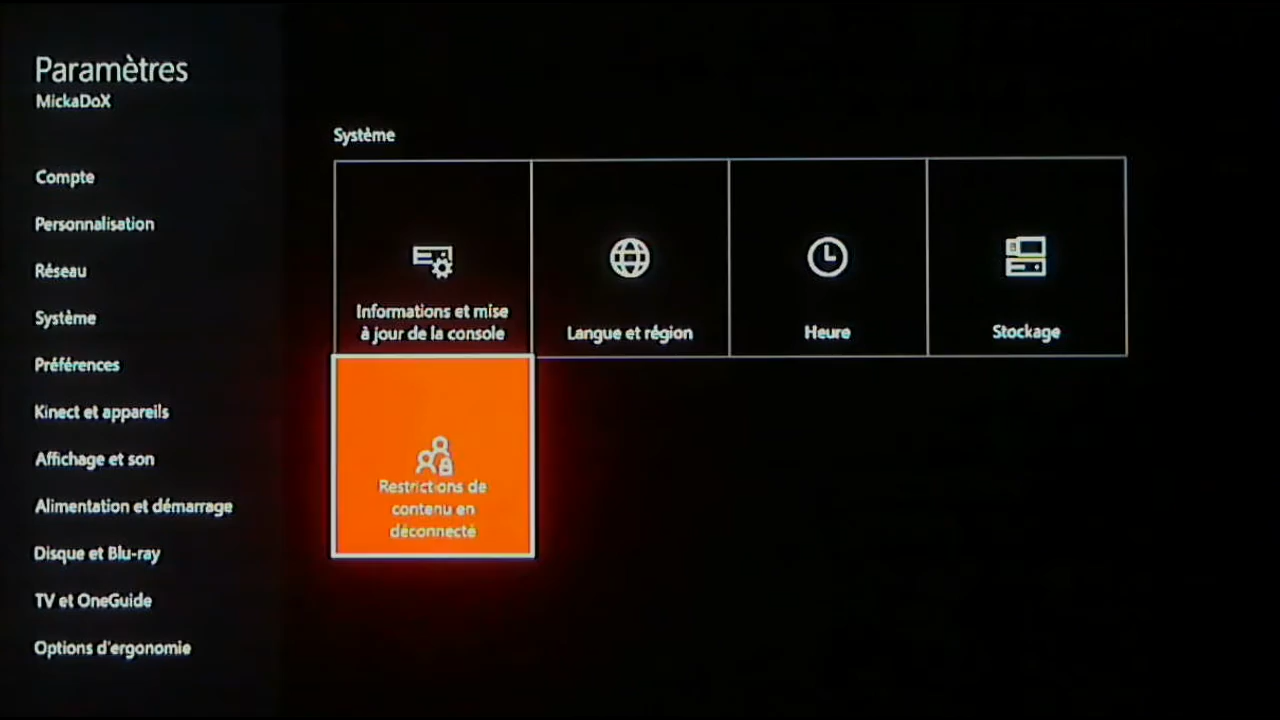 Paramètres
MickaDoX
Compte
Personnalisation
Réseau
Système
Préférences
Kinect et appareils
Affichage et son
Alimentation et démarrage
Disque et Blu-ray
TV et OneGuide
Options d'ergonomie
Système
Informations et mise
à jour de la console
Langue et région
Heure
Stockage
Restrictions de
contenu en
déconnecté